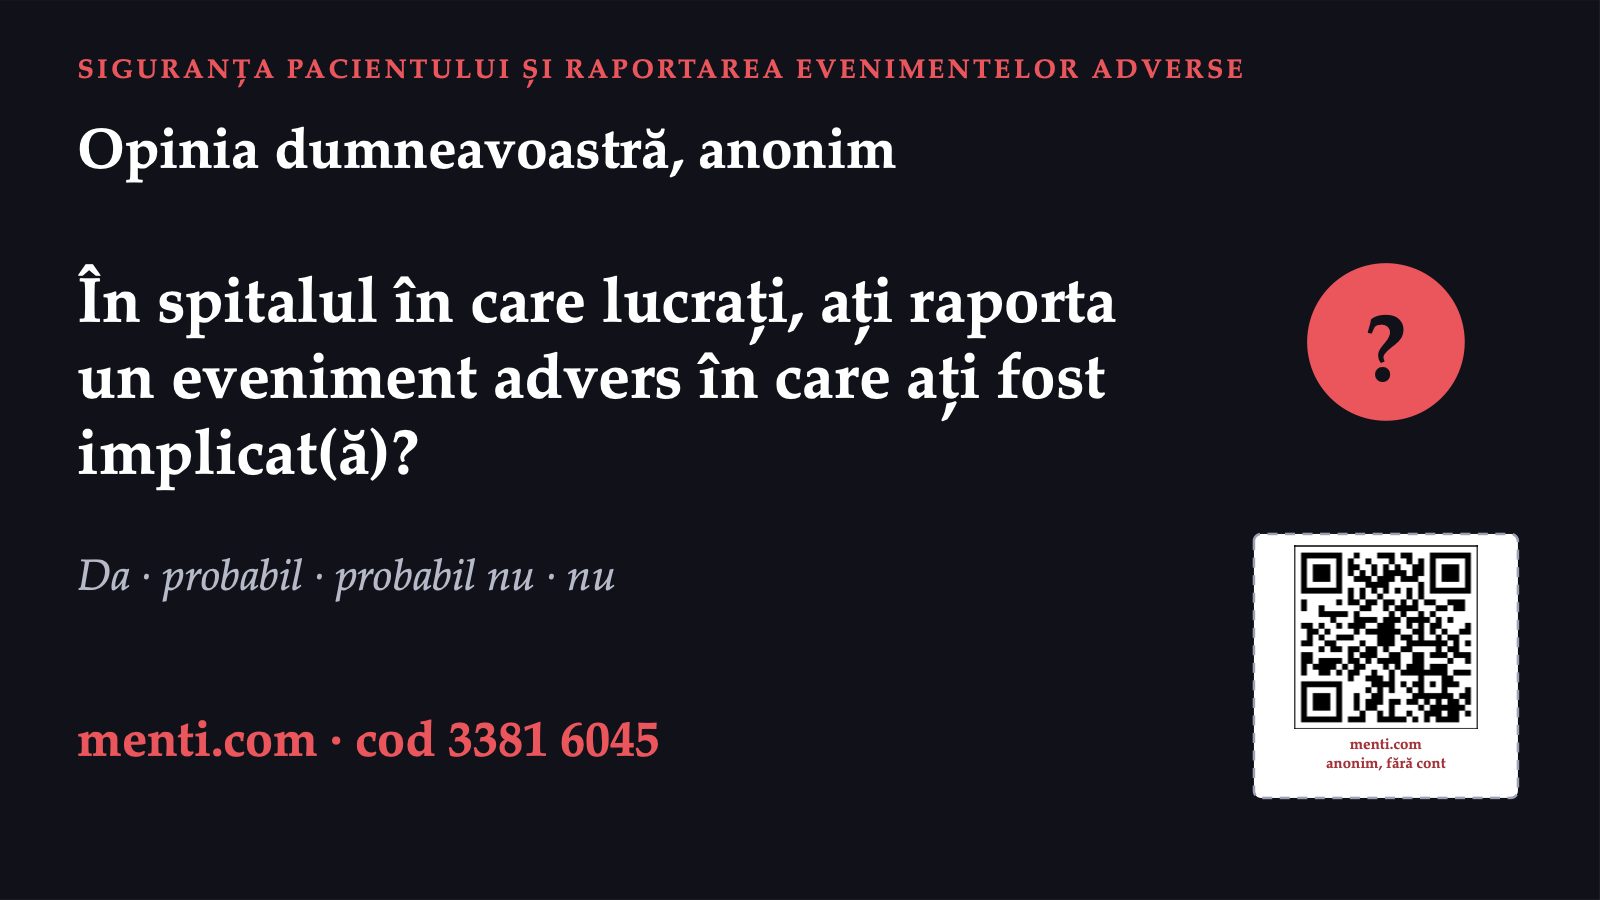 SIGURANȚA PACIENTULUI ȘI RAPORTAREA EVENIMENTELOR ADVERSE
Opinia dumneavoastră, anonim
În spitalul în care lucrați, ați raporta
un eveniment advers în care ați fost
implicat(ă)?
?
Da · probabil · probabil nu · nu
menti.com · cod 3381 6045
menti.com
anonim, fără cont